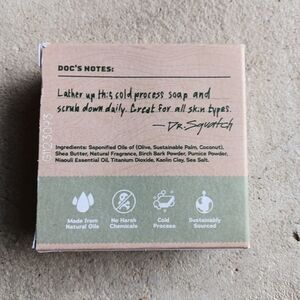 DOC'S NOTES:
Lather up this cold process soap and
scrub down daily. Great for all skin types.
— Dr. Squatch
Ingredients: Saponified Oils of (Olive, Sustainable Palm, Coconut),
Shea Butter, Natural Fragrance, Birch Bark Powder, Pumice Powder,
Niaouli Essential Oil, Titanium Dioxide, Kaolin Clay, Sea Salt.
Made from
Natural Oils
No Harsh
Chemicals
Cold
Process
Sustainably
Sourced